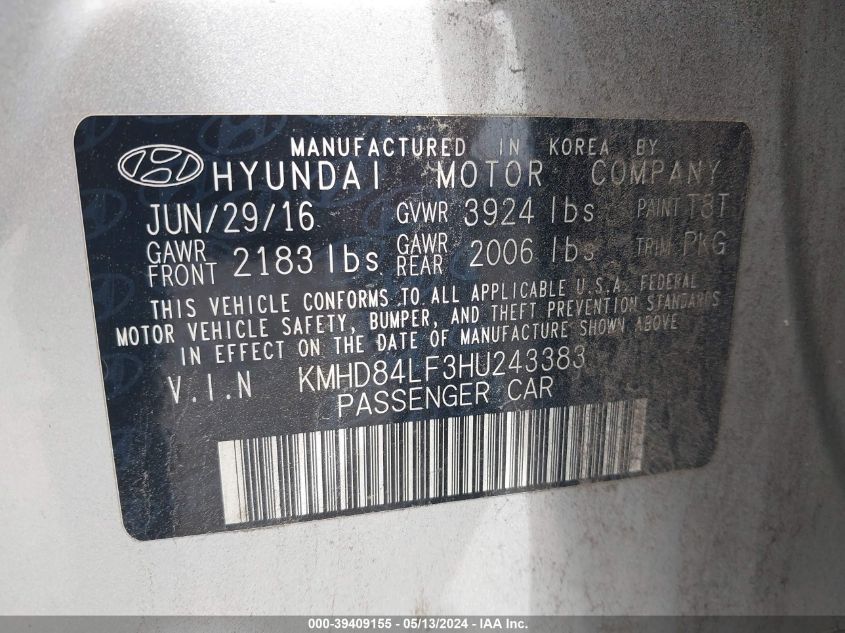 MANUFACTURED IN KOREA BY
HYUNDAI MOTOR COMPANY
JUN/29/16 GVWR 3924 lbs PAINT T8T
GAWR FRONT 2183 lbs GAWR REAR 2006 lbs TRIM PKG
THIS VEHICLE CONFORMS TO ALL APPLICABLE U.S.A. FEDERAL
MOTOR VEHICLE SAFETY, BUMPER, AND THEFT PREVENTION STANDARDS
IN EFFECT ON THE DATE OF MANUFACTURE SHOWN ABOVE
V.I.N KMHD84LF3HU243383
PASSENGER CAR
000-39409155 - 05/13/2024 - IAA Inc.